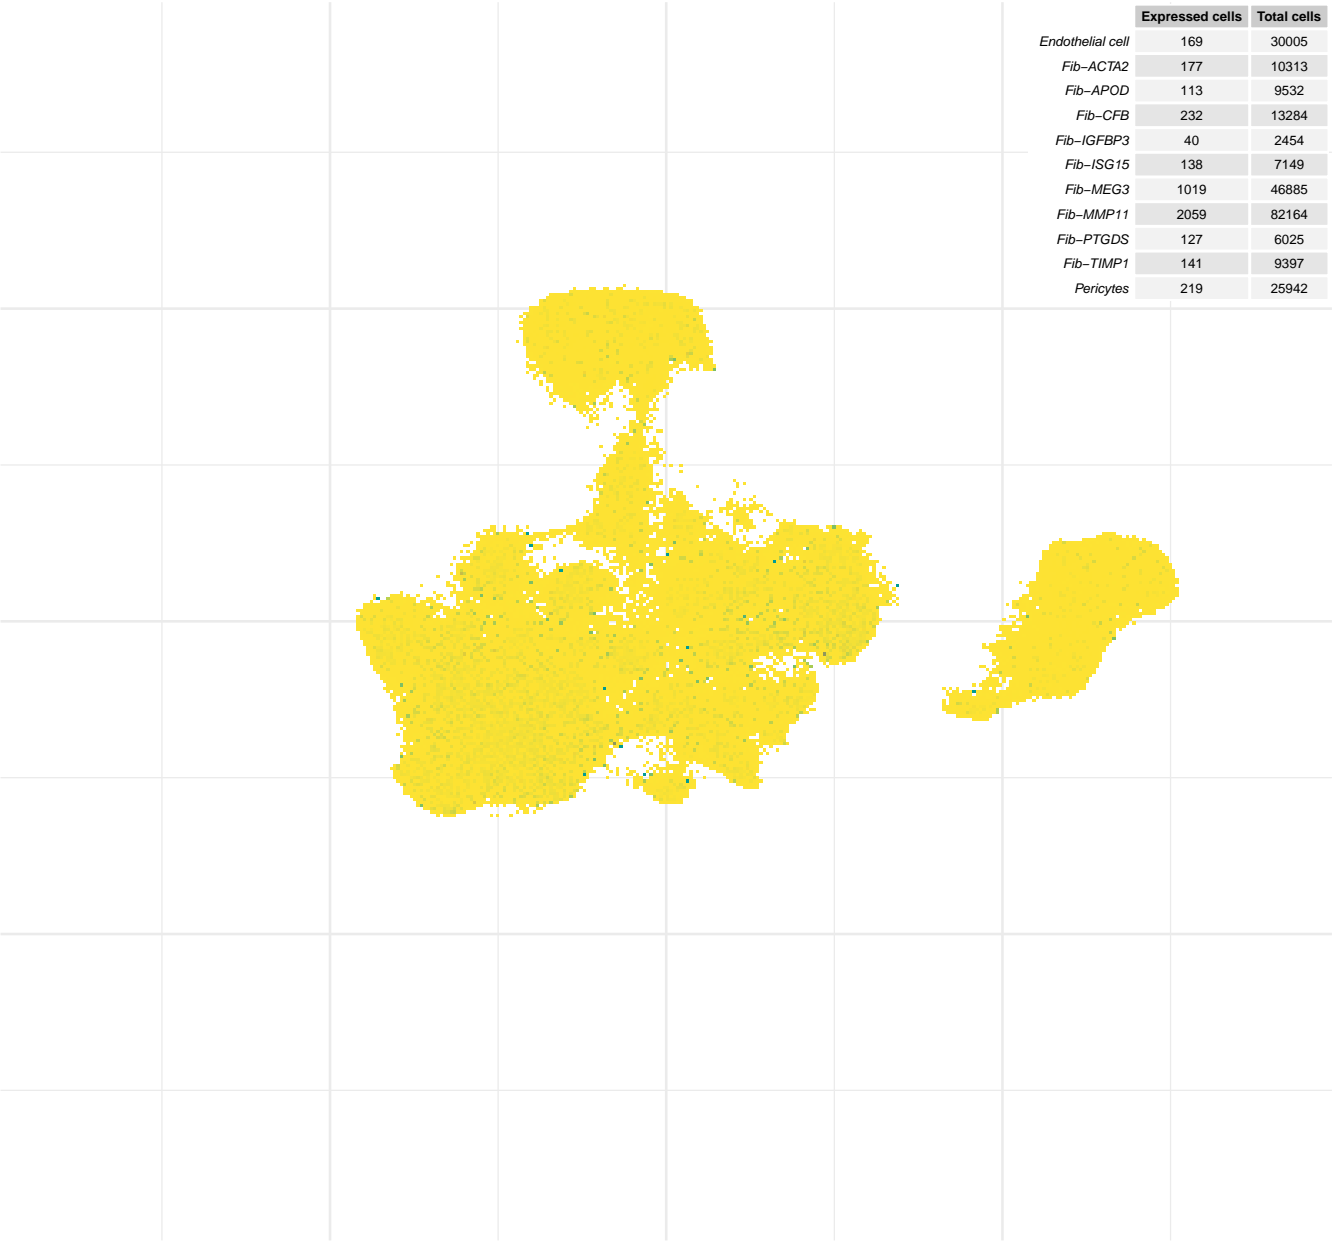 Expressed cells Total cells
Endothelial cell 169 30005
Fib−ACTA2 177 10313
Fib−APOD 113 9532
Fib−CFB 232 13284
Fib−IGFBP3 40 2454
Fib−ISG15 138 7149
Fib−MEG3 1019 46885
Fib−MMP11 2059 82164
Fib−PTGDS 127 6025
Fib−TIMP1 141 9397
Pericytes 219 25942